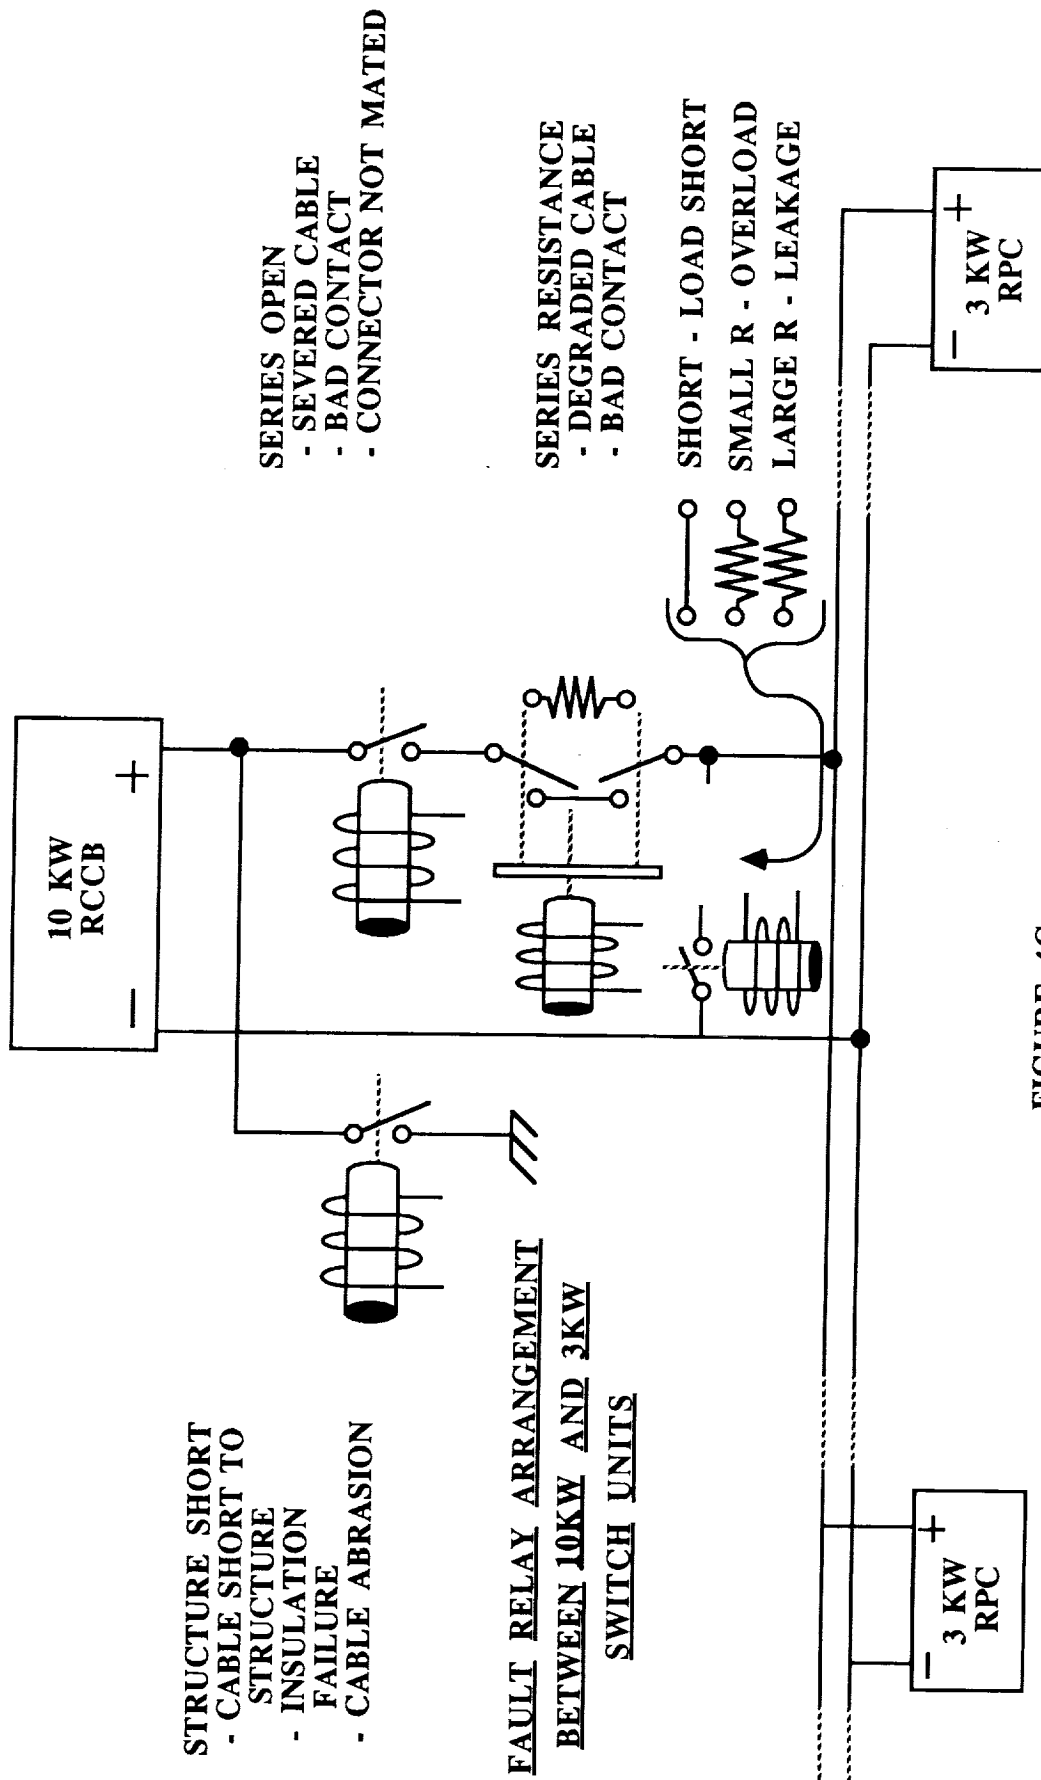 10 KW
RCCB
—
+
SERIES OPEN
- SEVERED CABLE
- BAD CONTACT
- CONNECTOR NOT MATED
SERIES RESISTANCE
- DEGRADED CABLE
- BAD CONTACT
SHORT - LOAD SHORT
SMALL R - OVERLOAD
LARGE R - LEAKAGE
STRUCTURE SHORT
- CABLE SHORT TO
STRUCTURE
- INSULATION
FAILURE
- CABLE ABRASION
FAULT RELAY ARRANGEMENT
BETWEEN 10KW AND 3KW
SWITCH UNITS
— +
3 KW
RPC
— +
3 KW
RPC